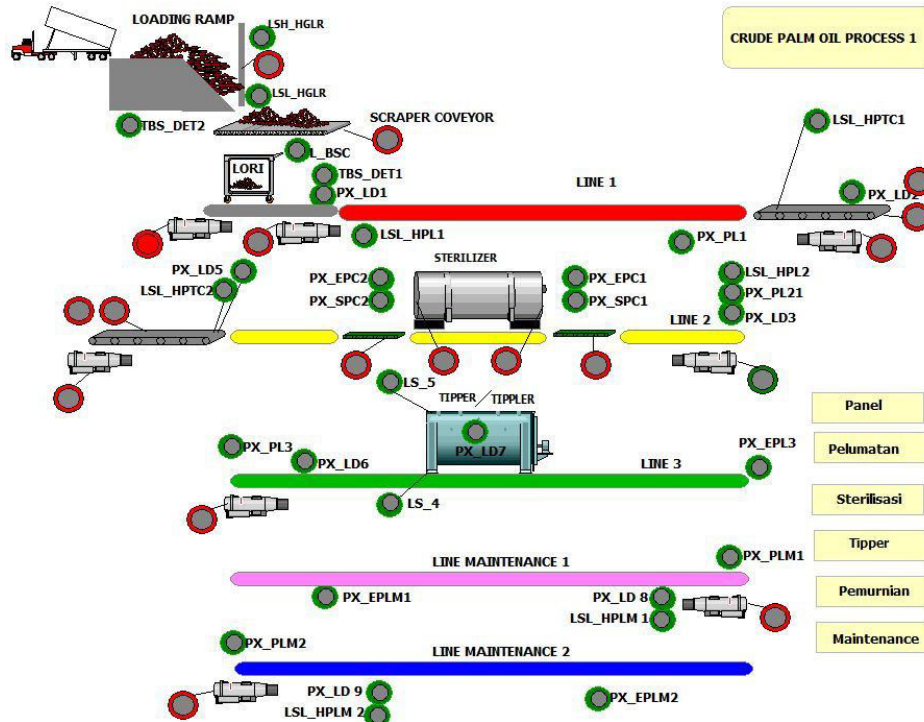 LOADING RAMP
LSH_HGLR
CRUDE PALM OIL PROCESS 1
LSL_HGLR
TBS_DET2
SCRAPER COVEYOR
LSL_HPTC1
L_BSC
LORI
TBS_DET1
PX_LD1
LINE 1
PX_LD2
LSL_HPL1
PX_PL1
PX_LD5
LSL_HPTC2
STERILIZER
PX_EPC2
PX_SPC2
PX_EPC1
PX_SPC1
LSL_HPL2
PX_PL21
PX_LD3
LINE 2
LS_5
TIPPER
TIPPLER
Panel
PX_PL3
PX_LD6
PX_LD7
LINE 3
PX_EPL3
Pelumatan
LS_4
Sterilisasi
Tipper
LINE MAINTENANCE 1
PX_PLM1
PX_EPLM1
PX_LD 8
LSL_HPLM 1
Pemurnian
Maintenance
PX_PLM2
LINE MAINTENANCE 2
PX_LD 9
LSL_HPLM 2
PX_EPLM2